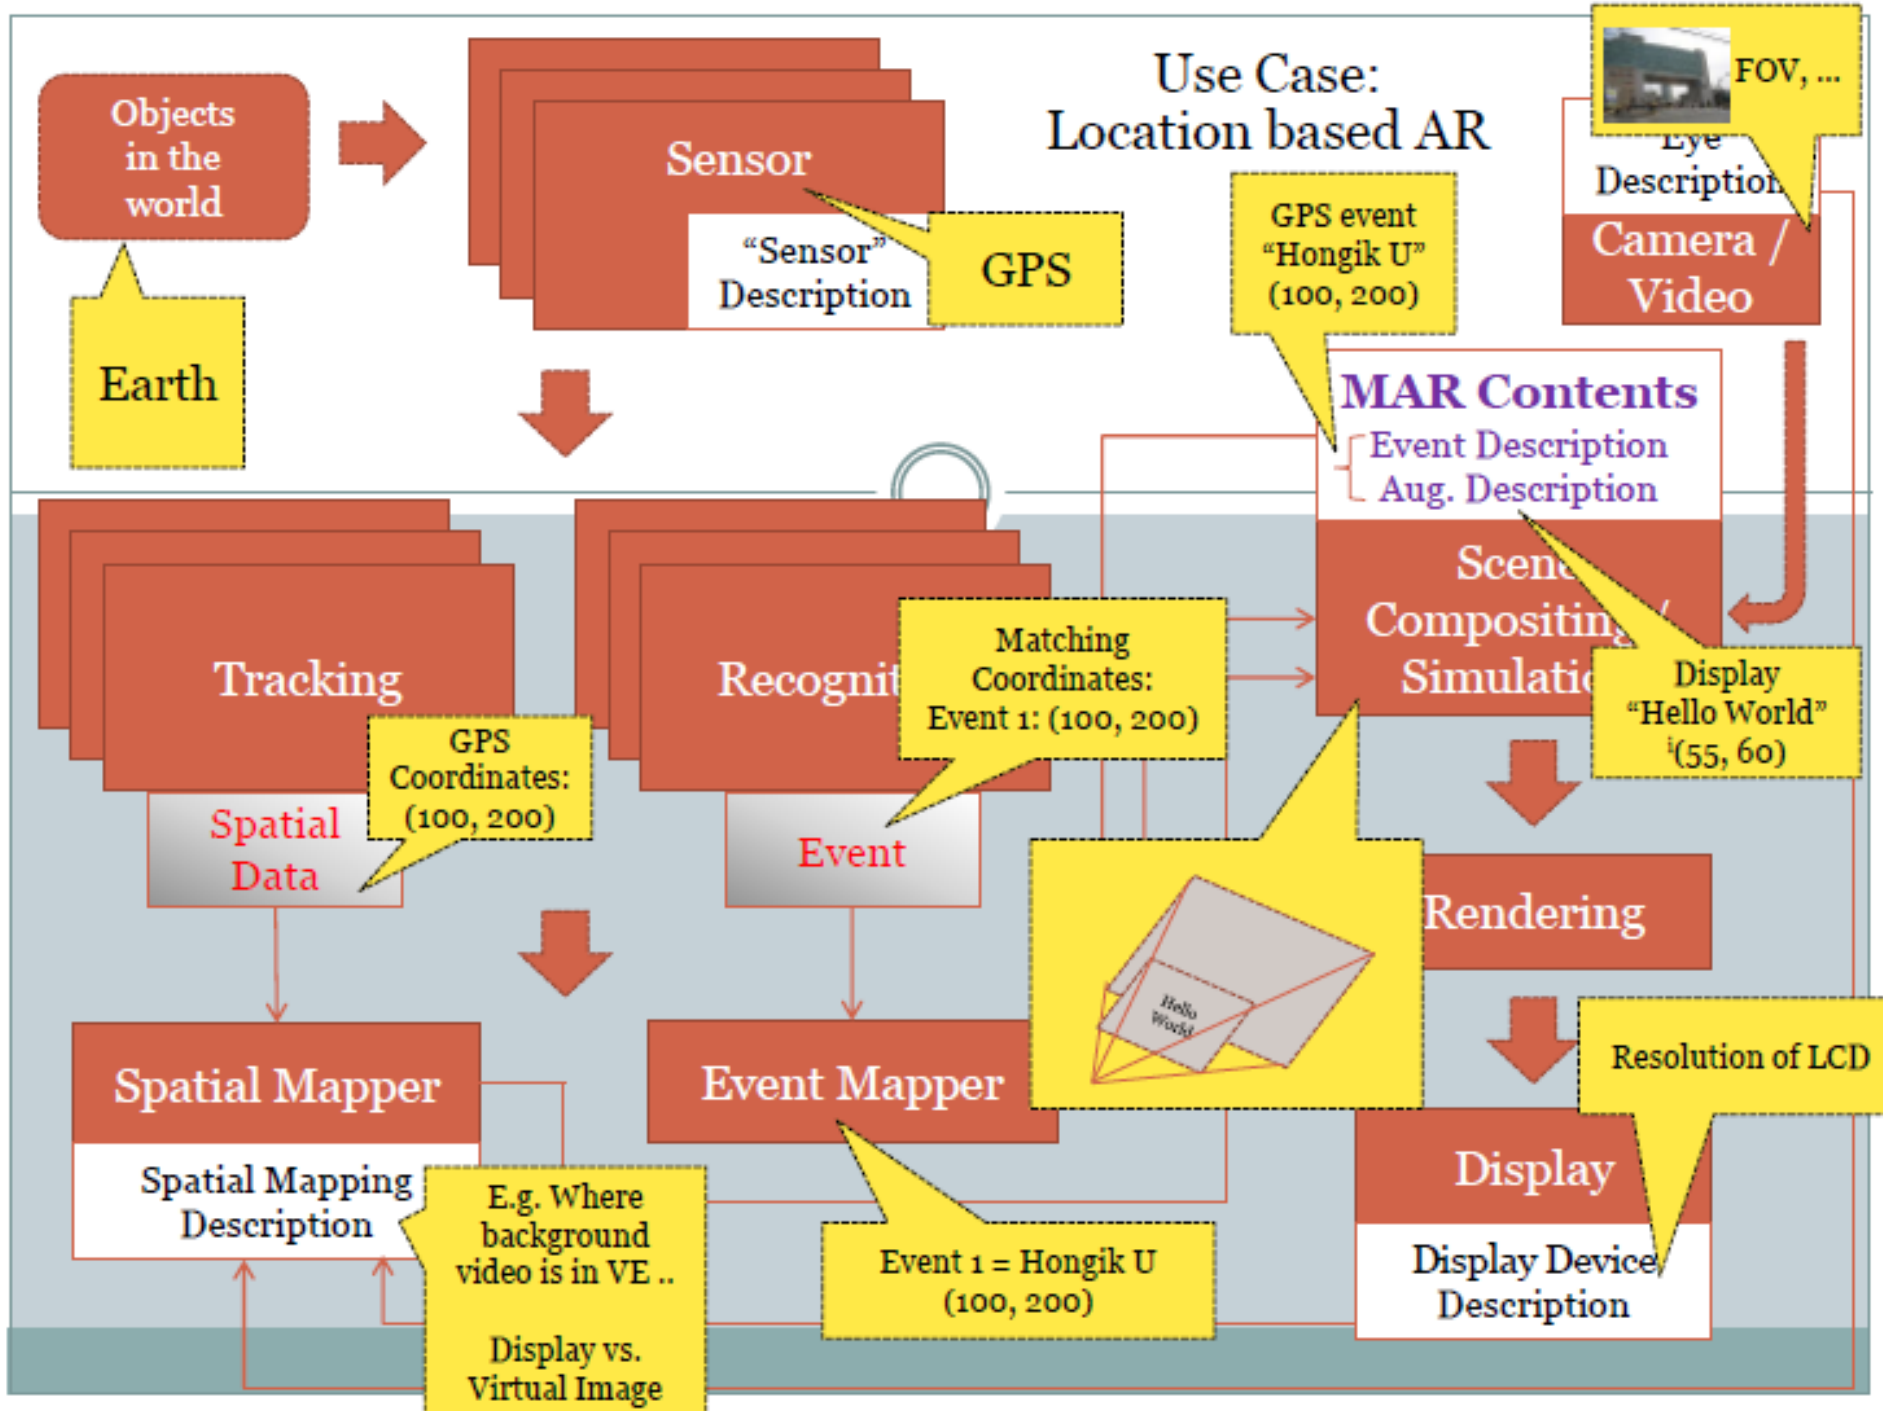 Use Case:
Location based AR
Objects
in the
world
Earth
Sensor
“Sensor”
Description
GPS
GPS event
“Hongik U”
(100, 200)
FOV, ...
Eye
Description
Camera /
Video
MAR Contents
Event Description
Aug. Description
Scene
Compositing /
Display
“Hello World”
i(55, 60)
Tracking
GPS
Coordinates:
(100, 200)
Spatial
Data
Matching
Coordinates:
Event 1: (100, 200)
Event
Hello
World
Rendering
Spatial Mapper
Spatial Mapping
Description
E.g. Where
background
video is in VE ..
Display vs.
Virtual Image
Event Mapper
Event 1 = Hongik U
(100, 200)
Resolution of LCD
Display
Display Device
Description